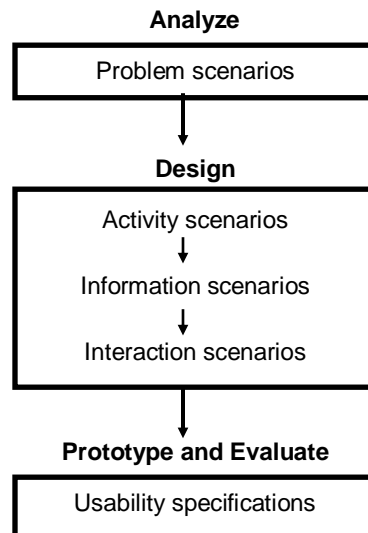 Analyze
Problem scenarios
Design
Activity scenarios
Information scenarios
Interaction scenarios
Prototype and Evaluate
Usability specifications